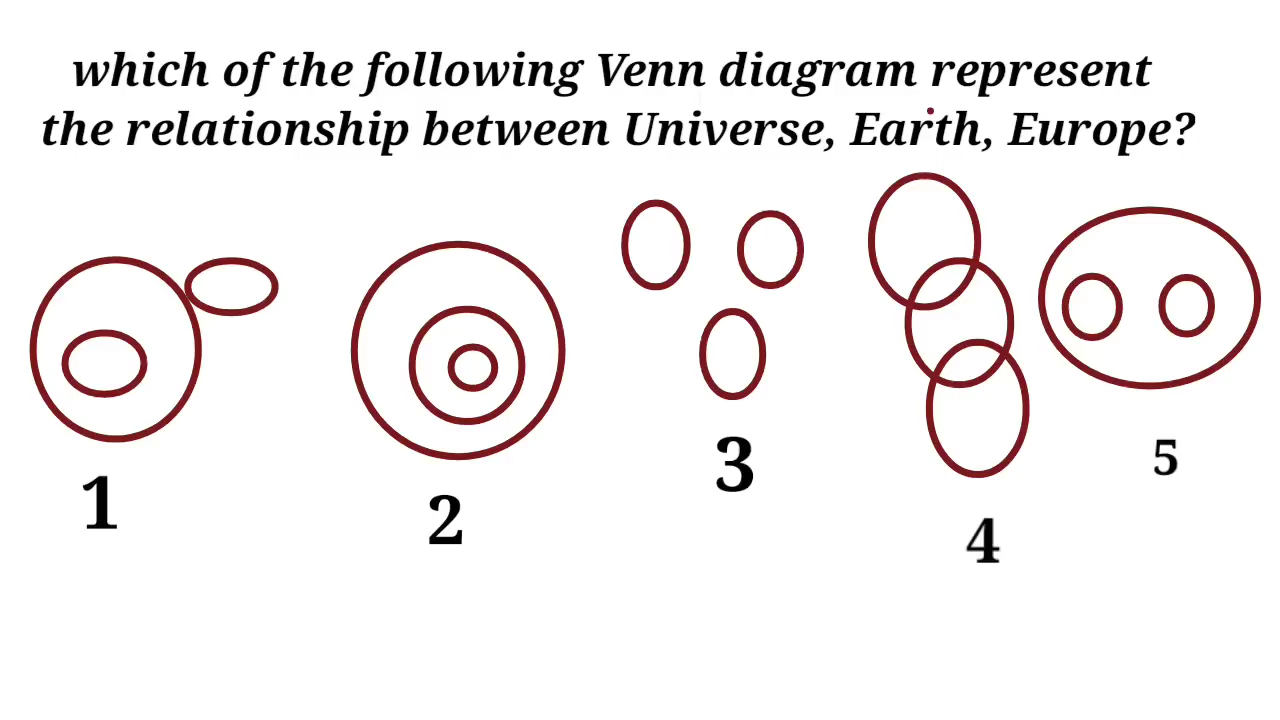 which of the following Venn diagram represent
the relationship between Universe, Earth, Europe?
1
2
3
4
5